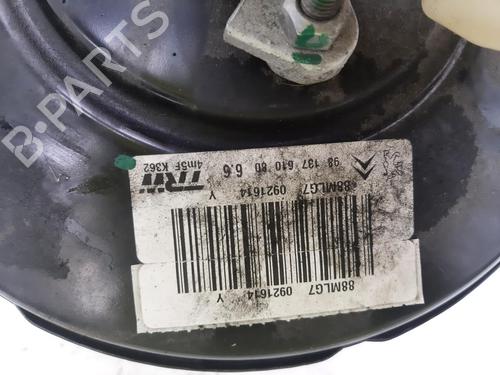 B-PARTS
88MLG7 0921614 Y
88MLG7 0921614 Y
98 137 610 80 6.6
TRW 4m5F K362